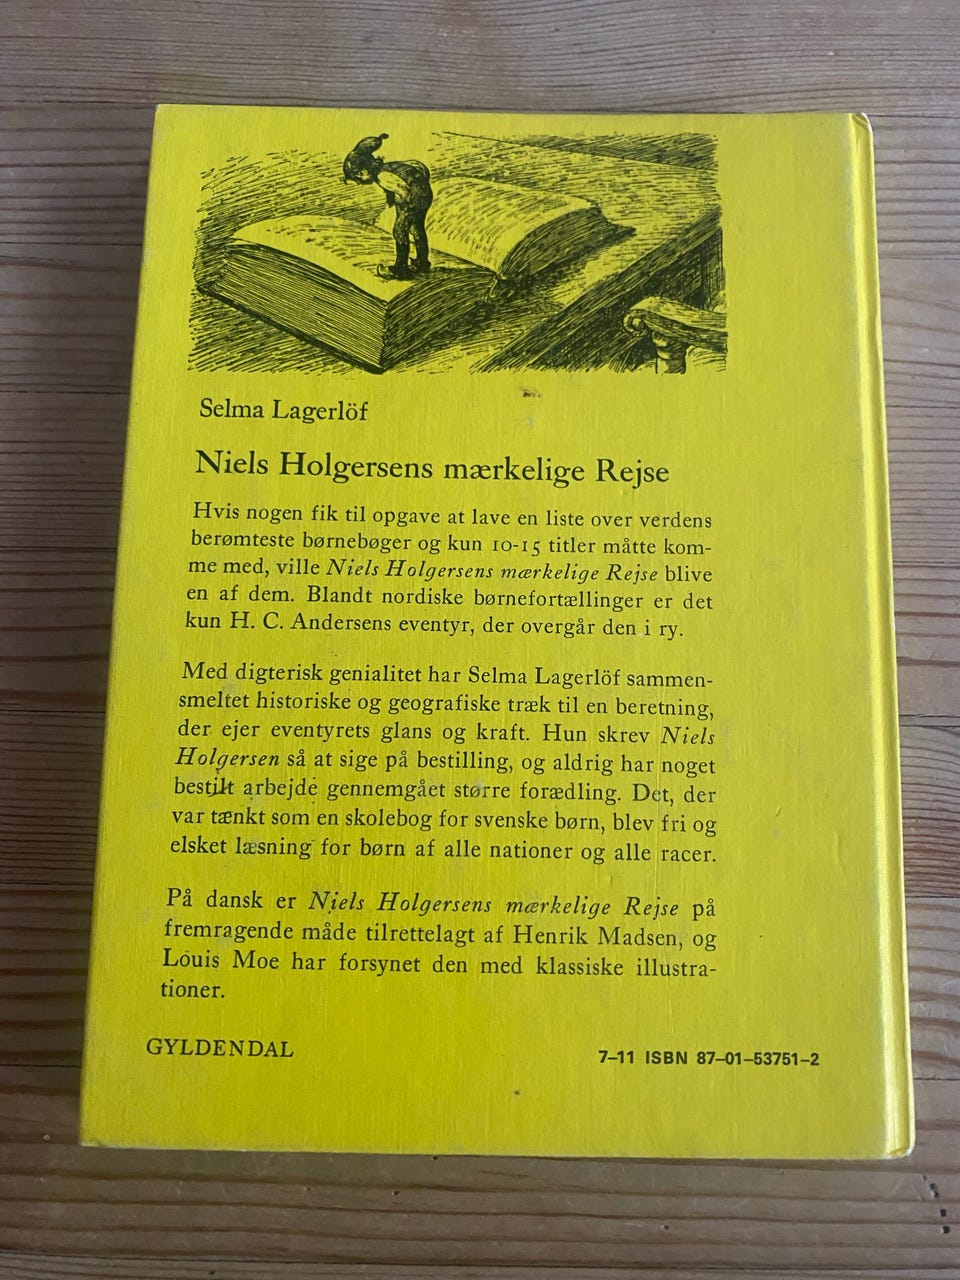 Selma Lagerlöf
Niels Holgersens mærkelige Rejse
Hvis nogen fik til opgave at lave en liste over verdens
berømteste børnebøger og kun 10-15 titler måtte kom-
me med, ville Niels Holgersens mærkelige Rejse blive
en af dem. Blandt nordiske børnefortællinger er det
kun H. C. Andersens eventyr, der overgår den i ry.
Med digterisk genialitet har Selma Lagerlöf sammen-
smeltet historiske og geografiske træk til en beretning,
der ejer eventyrets glans og kraft. Hun skrev Niels
Holgersen så at sige på bestilling, og aldrig har noget
bestilt arbejde gennemgået større forædling. Det, der
var tænkt som en skolebog for svenske børn, blev fri og
elsket læsning for børn af alle nationer og alle racer.
På dansk er Niels Holgersens mærkelige Rejse på
fremragende måde tilrettelagt af Henrik Madsen, og
Louis Moe har forsynet den med klassiske illustra-
tioner.
GYLDENDAL
7–11 ISBN 87–01–53751–2